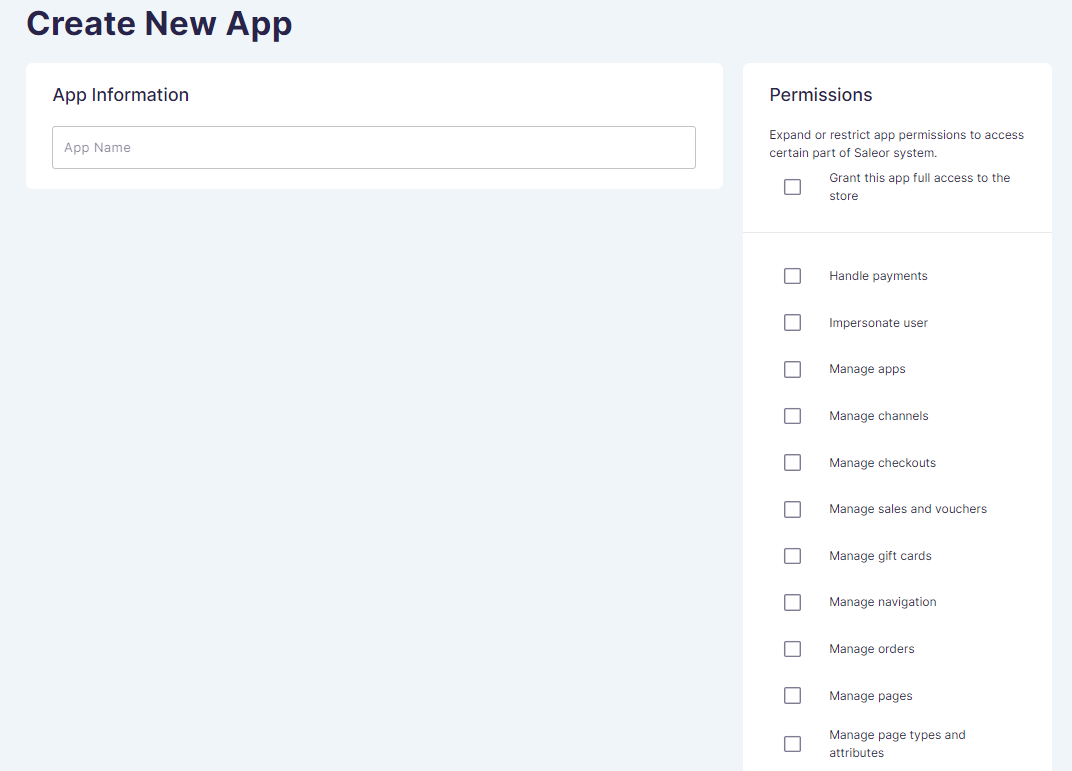 Create New App
App Information
App Name
Permissions
Expand or restrict app permissions to access
certain part of Saleor system.
Grant this app full access to the
store
Handle payments
Impersonate user
Manage apps
Manage channels
Manage checkouts
Manage sales and vouchers
Manage gift cards
Manage navigation
Manage orders
Manage pages
Manage page types and
attributes